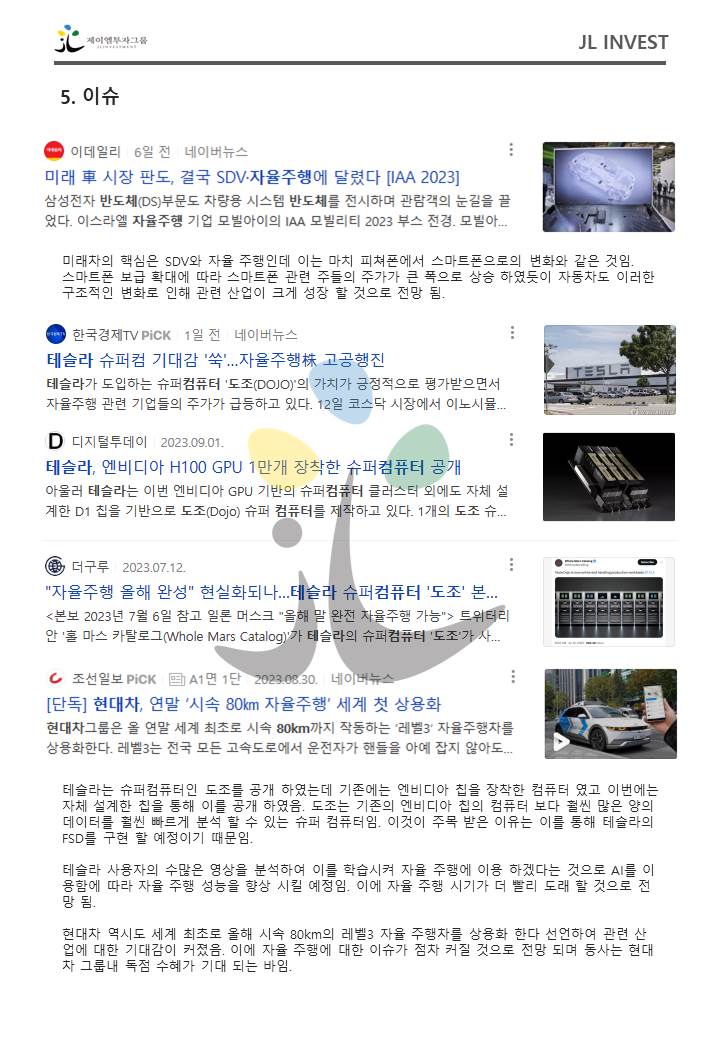 제이엘투자그룹
JL INVESTMENT
JL INVEST
5. 이슈
이데일리 6일 전 네이버뉴스
미래 車 시장 판도, 결국 SDV·자율주행에 달렸다 [IAA 2023]
삼성전자 반도체(DS)부문도 차량용 시스템 반도체를 전시하며 관람객의 눈길을 끌
었다. 이스라엘 자율주행 기업 모빌아이의 IAA 모빌리티 2023 부스 전경. 모빌아...
미래차의 핵심은 SDV와 자율 주행인데 이는 마치 피쳐폰에서 스마트폰으로의 변화와 같은 것임.
스마트폰 보급 확대에 따라 스마트폰 관련 주들의 주가가 큰 폭으로 상승 하였듯이 자동차도 이러한
구조적인 변화로 인해 관련 산업이 크게 성장 할 것으로 전망 됨.
한국경제TV PiCK 1일 전 네이버뉴스
테슬라 슈퍼컴 기대감 '쑥'...자율주행株 고공행진
테슬라가 도입하는 슈퍼컴퓨터 '도조(DOJO)'의 가치가 긍정적으로 평가받으면서
자율주행 관련 기업들의 주가가 급등하고 있다. 12일 코스닥 시장에서 이노시뮬...
TESLA
디지털투데이 2023.09.01.
테슬라, 엔비디아 H100 GPU 1만개 장착한 슈퍼컴퓨터 공개
아울러 테슬라는 이번 엔비디아 GPU 기반의 슈퍼컴퓨터 클러스터 외에도 자체 설
계한 D1 칩을 기반으로 도조(Dojo) 슈퍼 컴퓨터를 제작하고 있다. 1개의 도조 슈...
더구루 2023.07.12.
"자율주행 올해 완성" 현실화되나...테슬라 슈퍼컴퓨터 '도조' 본...
<본보 2023년 7월 6일 참고 일론 머스크 "올해 말 완전 자율주행 가능"> 트위터리
안 '홀 마스 카탈로그(Whole Mars Catalog)'가 테슬라의 슈퍼컴퓨터 '도조'가 사...
조선일보 PiCK A1면 1단 2023.08.30. 네이버뉴스
[단독] 현대차, 연말 '시속 80㎞ 자율주행' 세계 첫 상용화
현대차그룹은 올 연말 세계 최초로 시속 80km까지 작동하는 '레벨3' 자율주행차를
상용화한다. 레벨3는 전국 모든 고속도로에서 운전자가 핸들을 아예 잡지 않아도...
테슬라는 슈퍼컴퓨터인 도조를 공개 하였는데 기존에는 엔비디아 칩을 장착한 컴퓨터 였고 이번에는
자체 설계한 칩을 통해 이를 공개 하였음. 도조는 기존의 엔비디아 칩의 컴퓨터 보다 훨씬 많은 양의
데이터를 훨씬 빠르게 분석 할 수 있는 슈퍼 컴퓨터임. 이것이 주목 받은 이유는 이를 통해 테슬라의
FSD를 구현 할 예정이기 때문임.
테슬라 사용자의 수많은 영상을 분석하여 이를 학습시켜 자율 주행에 이용 하겠다는 것으로 AI를 이
용함에 따라 자율 주행 성능을 향상 시킬 예정임. 이에 자율 주행 시기가 더 빨리 도래 할 것으로 전
망 됨.
현대차 역시도 세계 최초로 올해 시속 80km의 레벨3 자율 주행차를 상용화 한다 선언하여 관련 산
업에 대한 기대감이 커졌음. 이에 자율 주행에 대한 이슈가 점차 커질 것으로 전망 되며 동사는 현대
차 그룹내 독점 수혜가 기대 되는 바임.